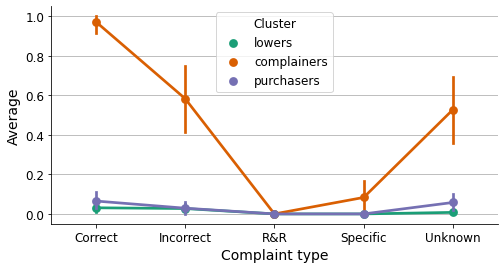 Cluster
lowers
complainers
purchasers
Average
1.0
0.8
0.6
0.4
0.2
0.0
Correct
Incorrect
R&R
Specific
Unknown
Complaint type